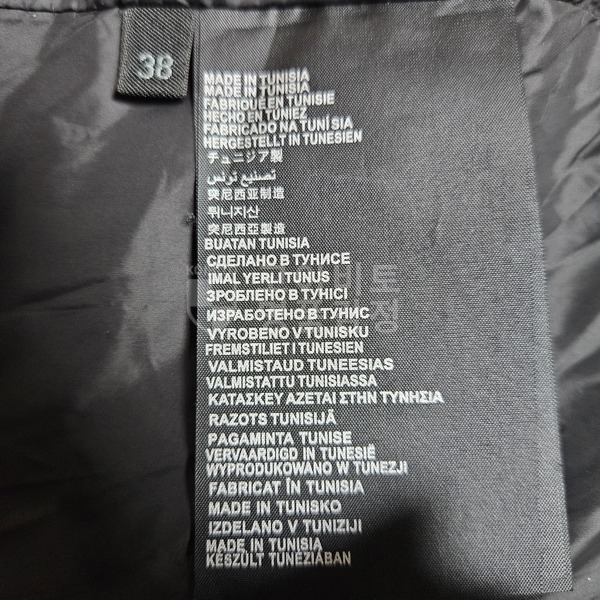 38
MADE IN TUNISIA
MADE IN TUNISIA
FABRIQUÉ EN TUNISIE
HECHO EN TÚNEZ
FABRICADO NA TUNÍSIA
HERGESTELLT IN TUNESIEN
チュニジア製
تصنيع تونس
突尼西亚制造
튀니지산
突尼西亞製造
BUATAN TUNISIA
СДЕЛАНО В ТУНИСЕ
IMAL YERLI TUNUS
ЗРОБЛЕНО В ТУНІСІ
ИЗРАБОТЕНО В ТУНИС
VYROBENO V TUNISKU
FREMSTILIET I TUNESIEN
VALMISTAUD TUNEESIAS
VALMISTATTU TUNISIASSA
ΚΑΤΑΣΚΕΥ ΑΖΕΤΑΙ ΣΤΗΝ ΤΥΝΗΣΙΑ
RAZOTS TUNISIJĀ
PAGAMINTA TUNISE
VERVAARDIGD IN TUNESIË
WYPRODUKOWANO W TUNEZJI
FABRICAT ÎN TUNISIA
MADE IN TUNISKO
IZDELANO V TUNIZIJI
MADE IN TUNISIA
KÉSZÜLT TUNÉZIÁBAN